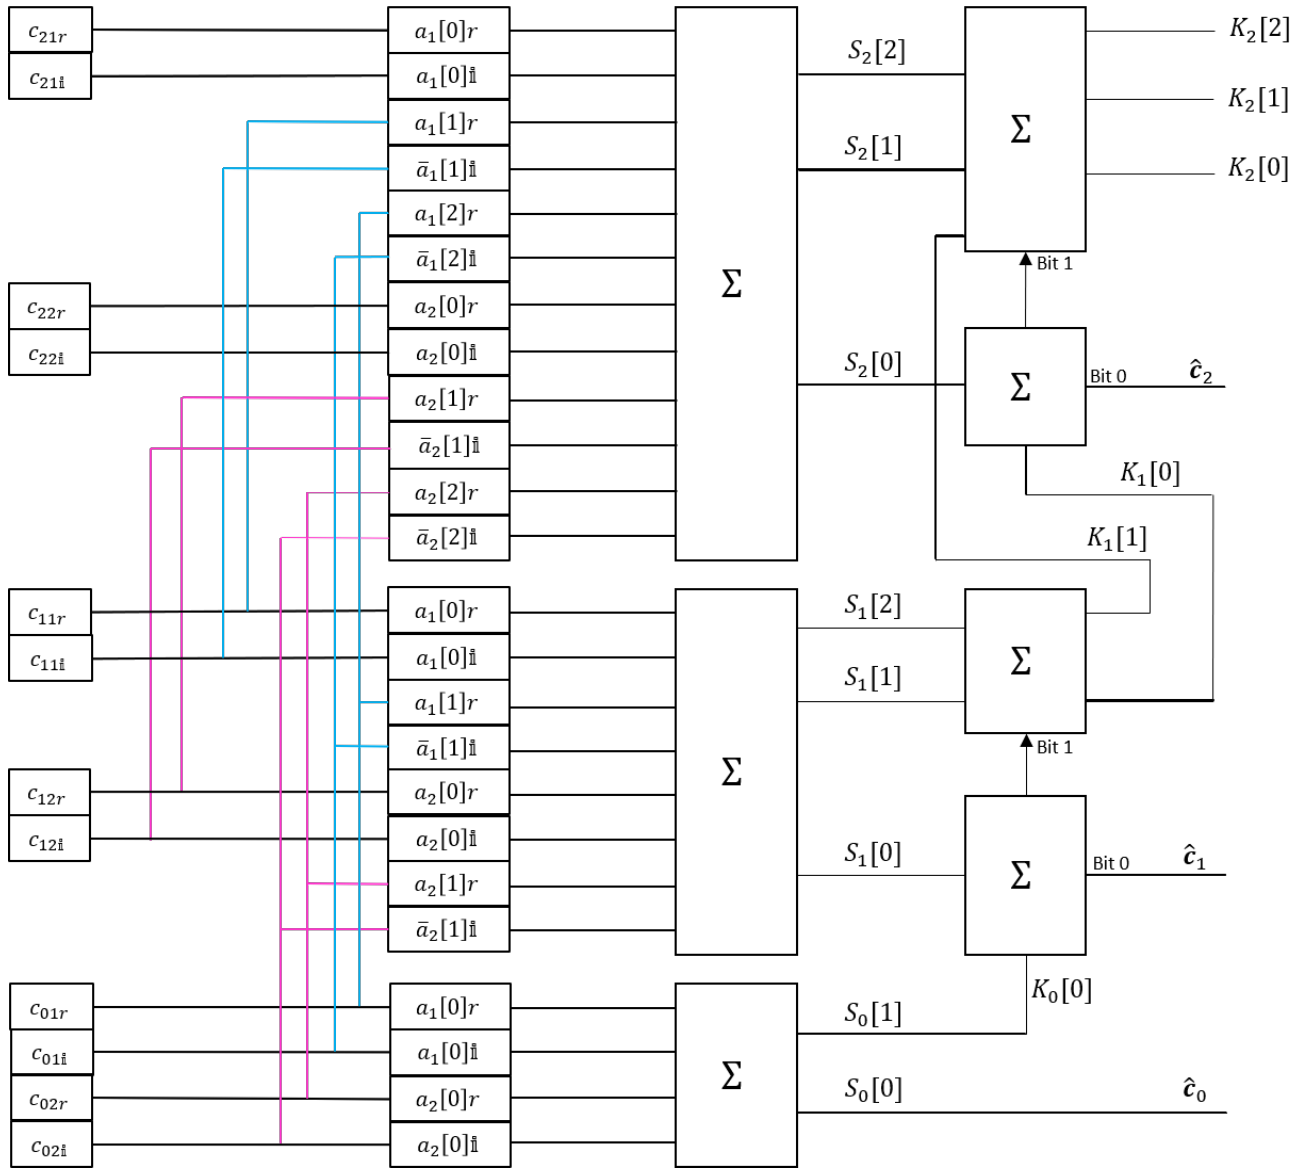 c₂₁r
c₂₁𝕚
c₂₂r
c₂₂𝕚
c₁₁r
c₁₁𝕚
c₁₂r
c₁₂𝕚
c₀₁r
c₀₁𝕚
c₀₂r
c₀₂𝕚
a₁[0]r
a₁[0]𝕚
a₁[1]r
ā₁[1]𝕚
a₁[2]r
ā₁[2]𝕚
a₂[0]r
a₂[0]𝕚
a₂[1]r
ā₂[1]𝕚
a₂[2]r
ā₂[2]𝕚
a₁[0]r
a₁[0]𝕚
a₁[1]r
ā₁[1]𝕚
a₂[0]r
a₂[0]𝕚
a₂[1]r
ā₂[1]𝕚
a₁[0]r
a₁[0]𝕚
a₂[0]r
a₂[0]𝕚
Σ
Σ
Σ
S₂[2]
S₂[1]
S₂[0]
S₁[2]
S₁[1]
S₁[0]
S₀[1]
S₀[0]
Σ
Bit 1
Σ
Bit 0
Σ
Bit 1
Σ
Bit 0
K₂[2]
K₂[1]
K₂[0]
ĉ₂
K₁[0]
K₁[1]
ĉ₁
K₀[0]
ĉ₀